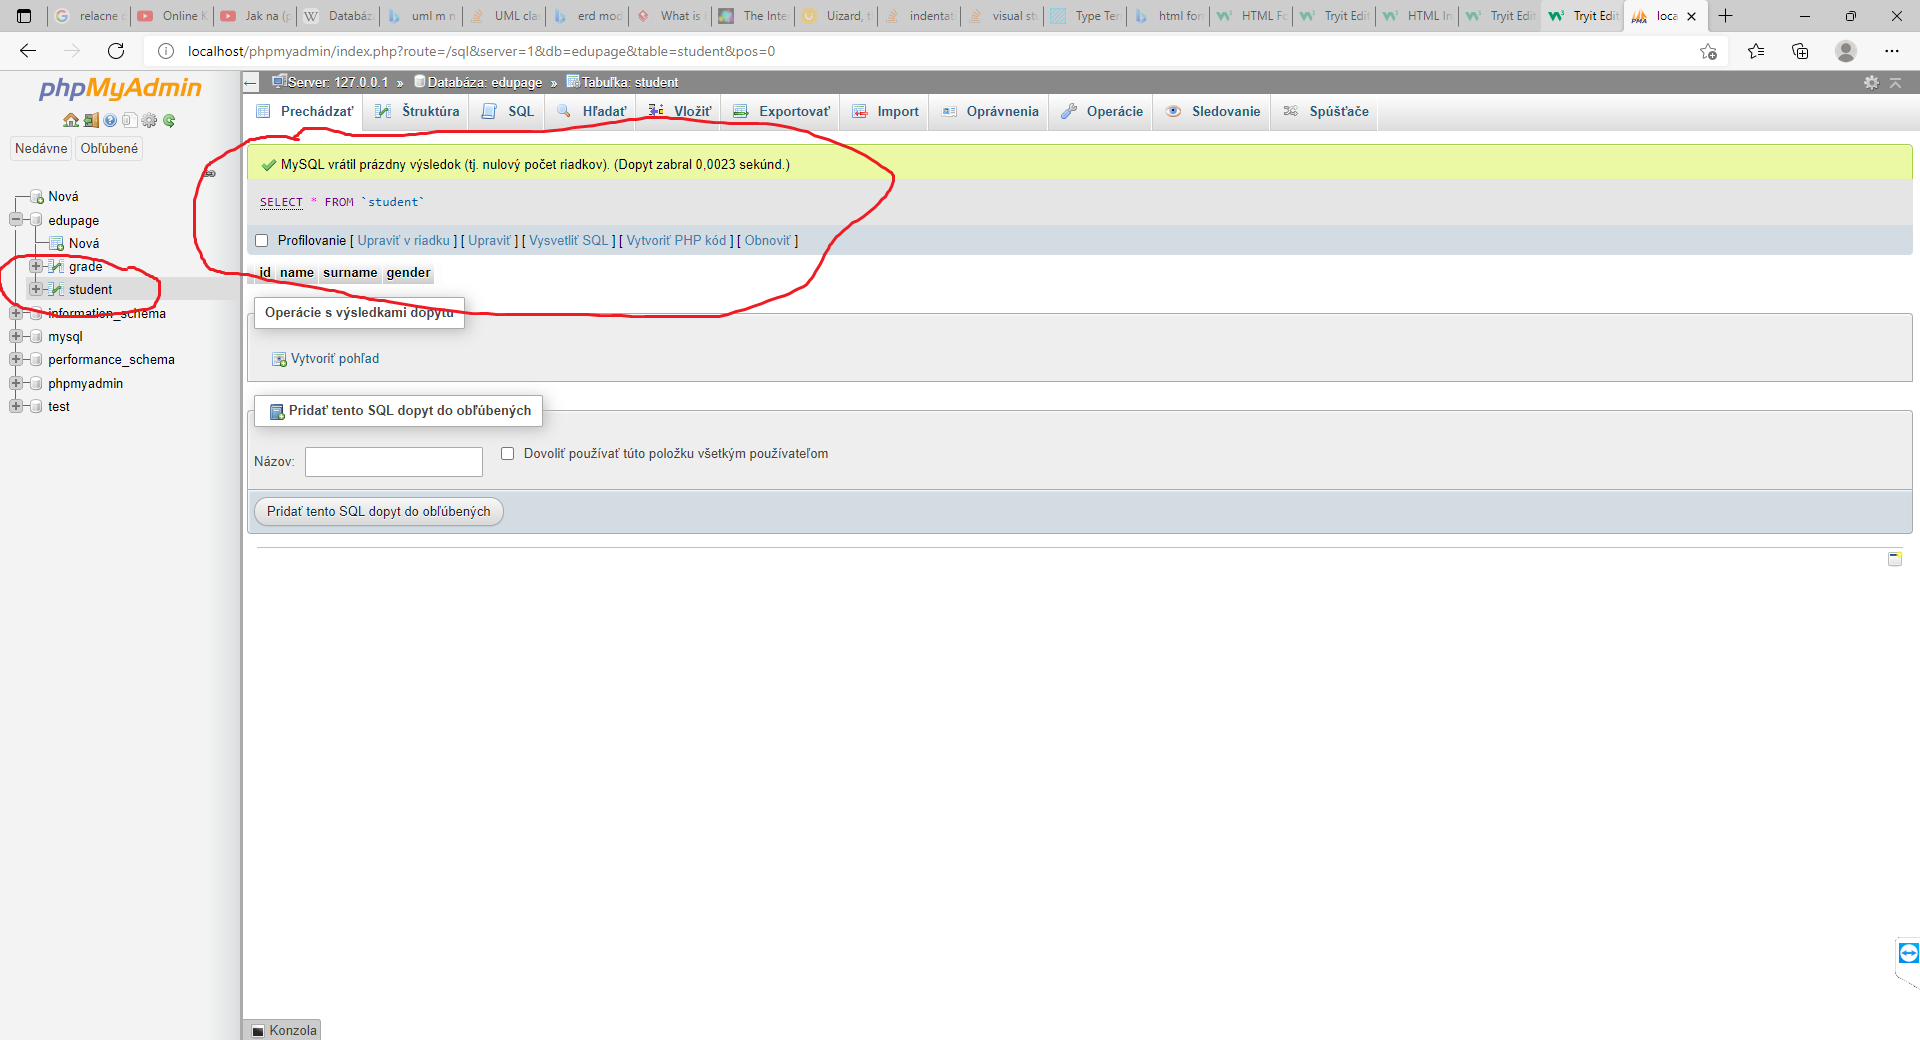 relacne d
Online K
Jak na (p
Databáz
uml m n
UML clas
erd mod
What is
The Inte
Uizard, t
indentat
visual stu
Type Ter
html for
HTML Fo
Tryit Edit
HTML In
Tryit Edit
Tryit Edit
loca
localhost/phpmyadmin/index.php?route=/sql&server=1&db=edupage&table=student&pos=0
phpMyAdmin
Nedávne
Obľúbené
Nová
edupage
Nová
grade
student
information_schema
mysql
performance_schema
phpmyadmin
test
Server: 127.0.0.1 » Databáza: edupage » Tabuľka: student
Prechádzať
Štruktúra
SQL
Hľadať
Vložiť
Exportovať
Import
Oprávnenia
Operácie
Sledovanie
Spúšťače
MySQL vrátil prázdny výsledok (tj. nulový počet riadkov). (Dopyt zabral 0,0023 sekúnd.)
SELECT * FROM `student`
Profilovanie [ Upraviť v riadku ] [ Upraviť ] [ Vysvetliť SQL ] [ Vytvoriť PHP kód ] [ Obnoviť ]
id name surname gender
Operácie s výsledkami dopytu
Vytvoriť pohľad
Pridať tento SQL dopyt do obľúbených
Názov:
Dovoliť používať túto položku všetkým používateľom
Pridať tento SQL dopyt do obľúbených
Konzola